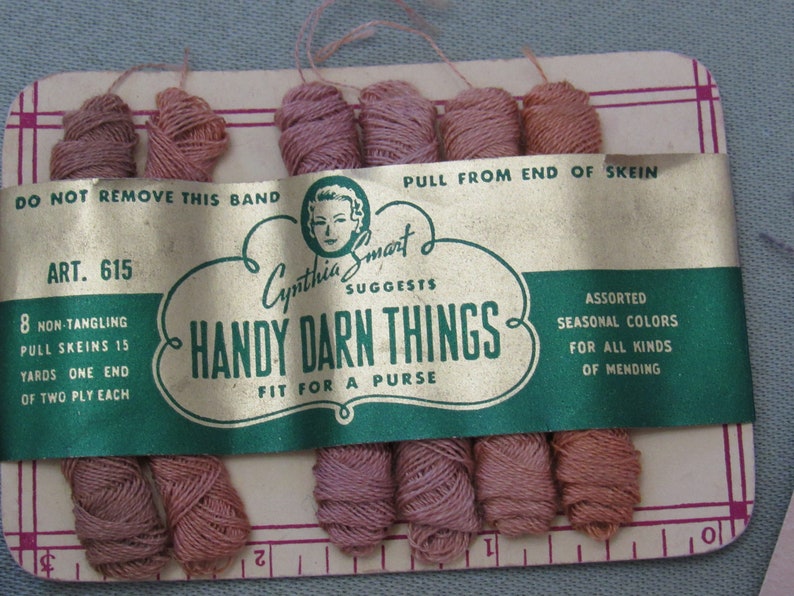 DO NOT REMOVE THIS BAND
PULL FROM END OF SKEIN
ART. 615
8 NON-TANGLING
PULL SKEINS 15
YARDS ONE END
OF TWO PLY EACH
Cynthia Smart
SUGGESTS
HANDY DARN THINGS
FIT FOR A PURSE
ASSORTED
SEASONAL COLORS
FOR ALL KINDS
OF MENDING
3 2 1 0